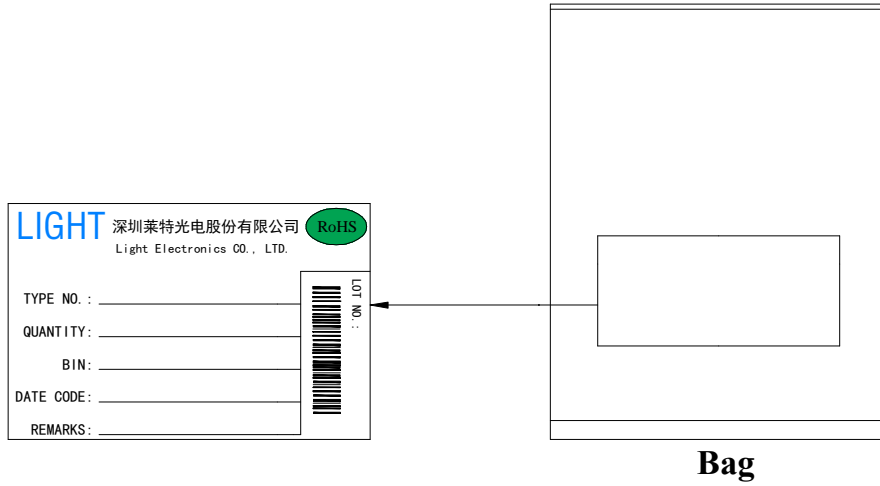 LIGHT 深圳莱特光电股份有限公司 RoHS
Light Electronics CO., LTD.
LOT NO.:
TYPE NO.:
QUANTITY:
BIN:
DATE CODE:
REMARKS:
Bag